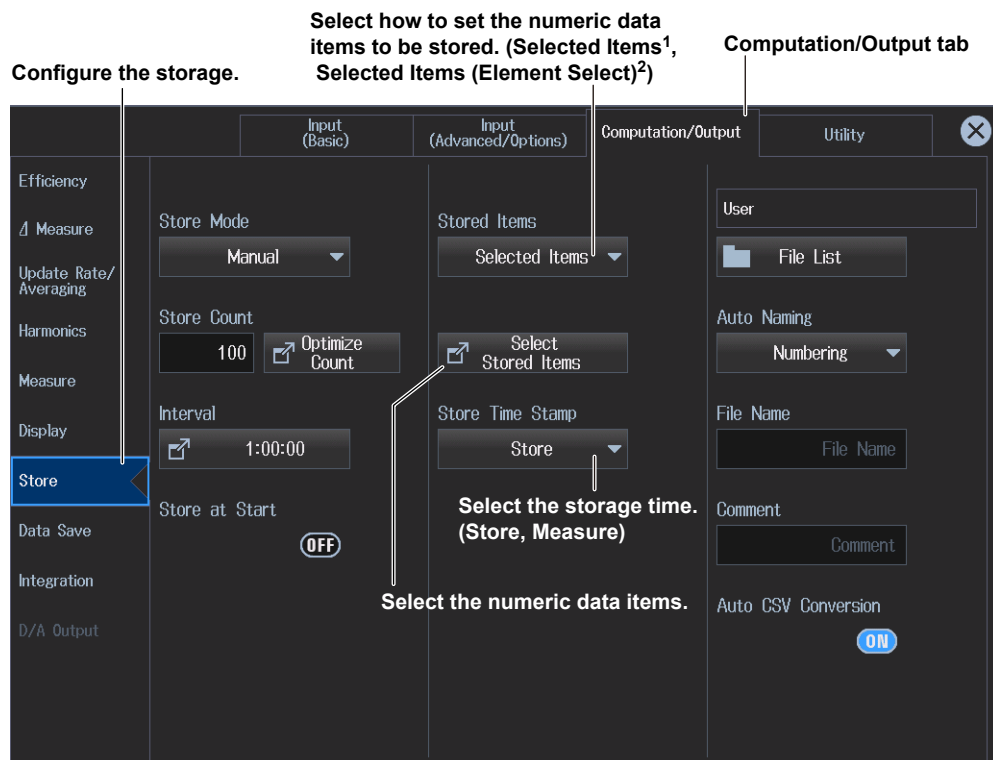 Select how to set the numeric data
items to be stored. (Selected Items1,
Selected Items (Element Select)2)
Computation/Output tab
Configure the storage.
Input
(Basic)
Input
(Advanced/Options)
Computation/Output
Utility
Efficiency
⊿ Measure
Update Rate/
Averaging
Harmonics
Measure
Display
Store
Data Save
Integration
D/A Output
Store Mode
Manual
Store Count
100
Optimize
Count
Interval
1:00:00
Store at Start
OFF
Stored Items
Selected Items
Select
Stored Items
Store Time Stamp
Store
Select the storage time.
(Store, Measure)
Select the numeric data items.
User
File List
Auto Naming
Numbering
File Name
File Name
Comment
Comment
Auto CSV Conversion
ON